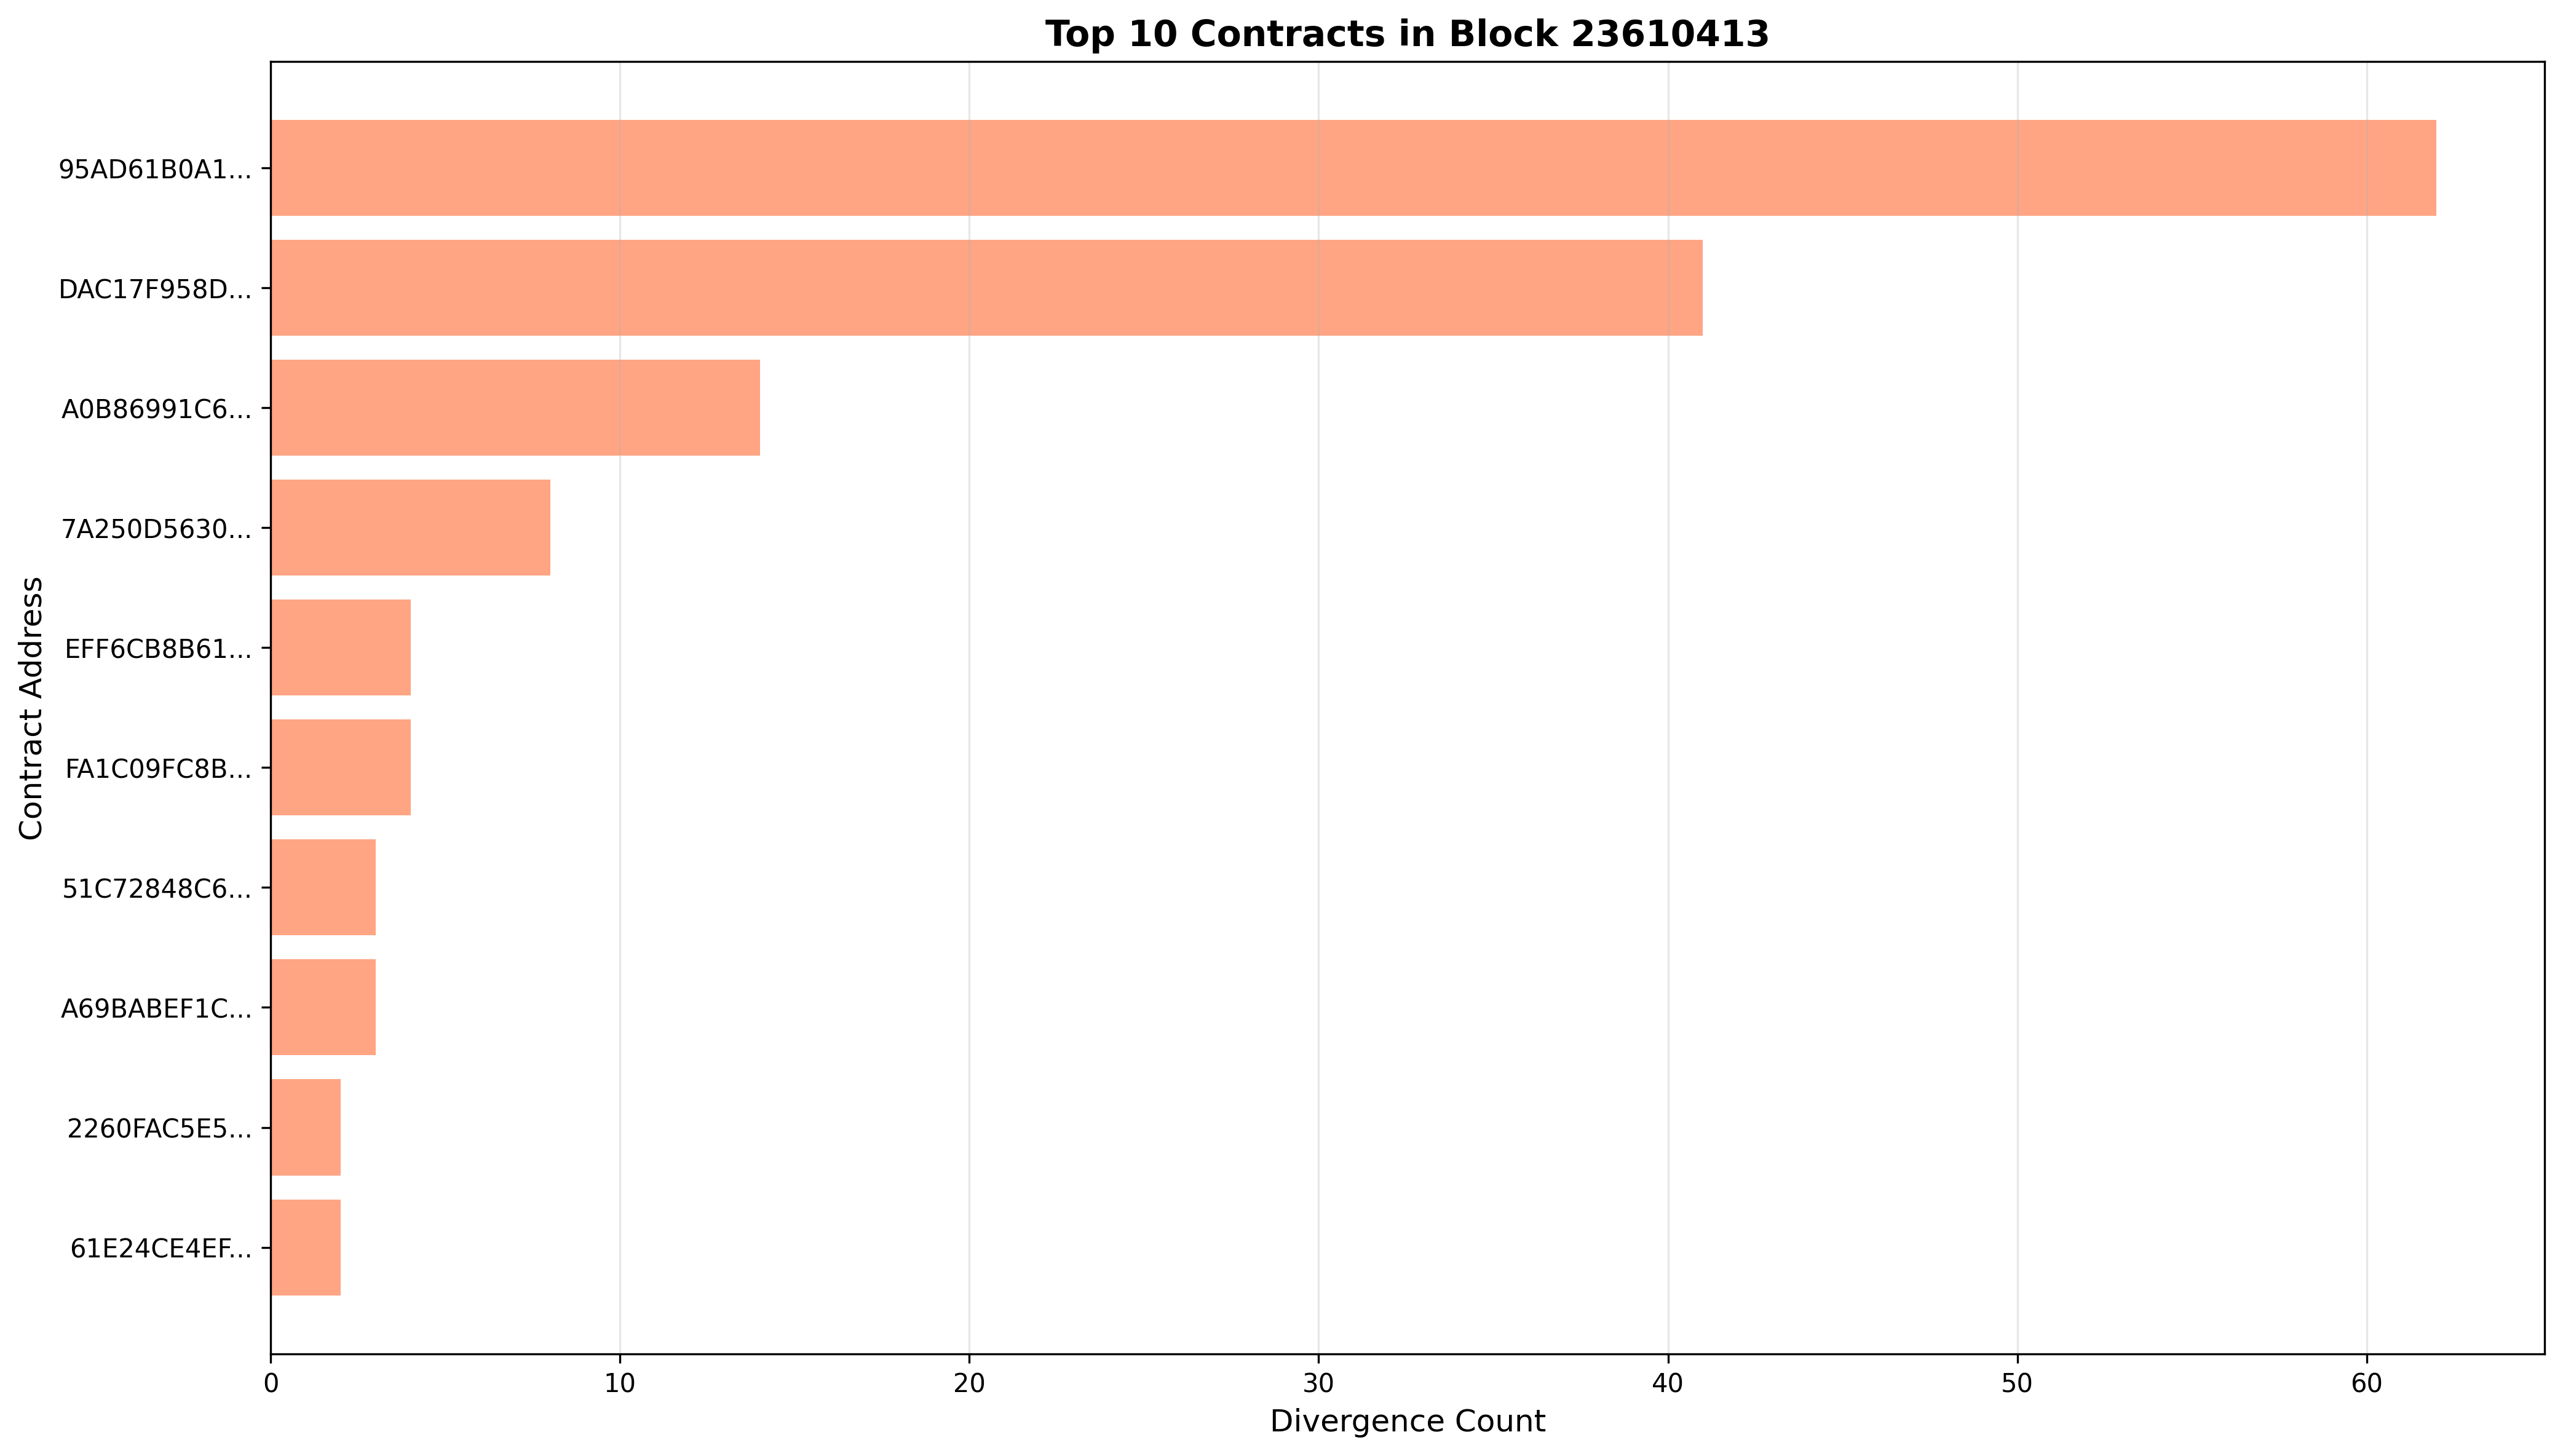 Top 10 Contracts in Block 23610413
Contract Address
95AD61B0A1...
DAC17F958D...
A0B86991C6...
7A250D5630...
EFF6CB8B61...
FA1C09FC8B...
51C72848C6...
A69BABEF1C...
2260FAC5E5...
61E24CE4EF...
0 10 20 30 40 50 60
Divergence Count